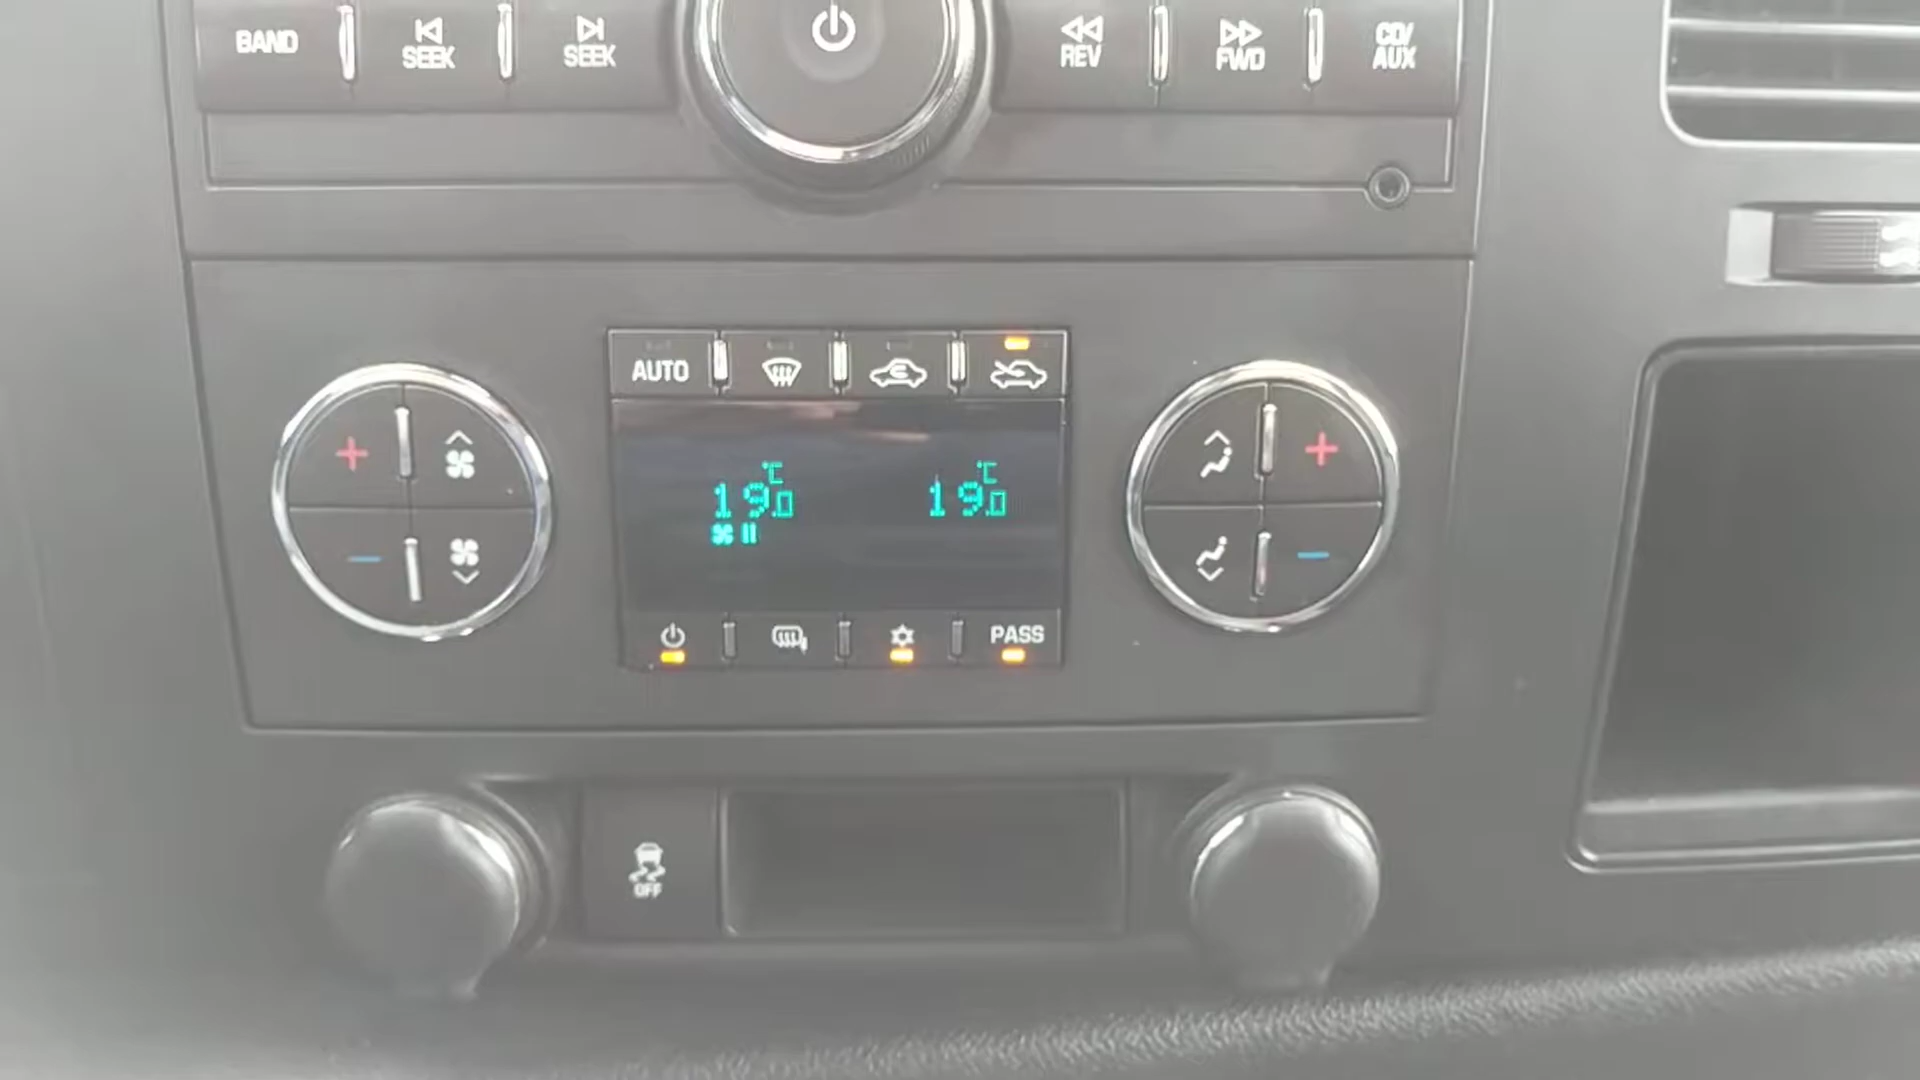 BAND
SEEK
SEEK
REV
FWD
CD/
AUX
AUTO
19.0 °C
19.0 °C
PASS
OFF